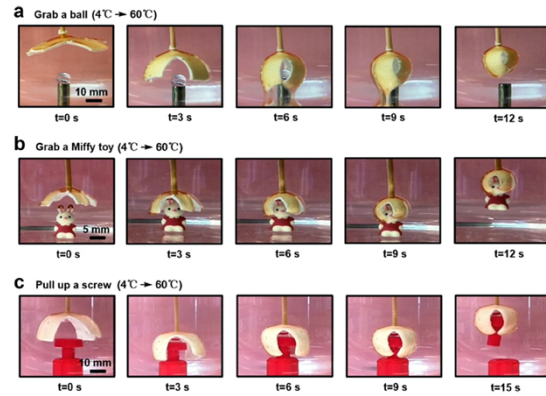 a Grab a ball (4℃ → 60℃)
10 mm
t=0 s t=3 s t=6 s t=9 s t=12 s
b Grab a Miffy toy (4℃ → 60℃)
5 mm
t=0 s t=3 s t=6 s t=9 s t=12 s
c Pull up a screw (4℃ → 60℃)
10 mm
t=0 s t=3 s t=6 s t=9 s t=15 s